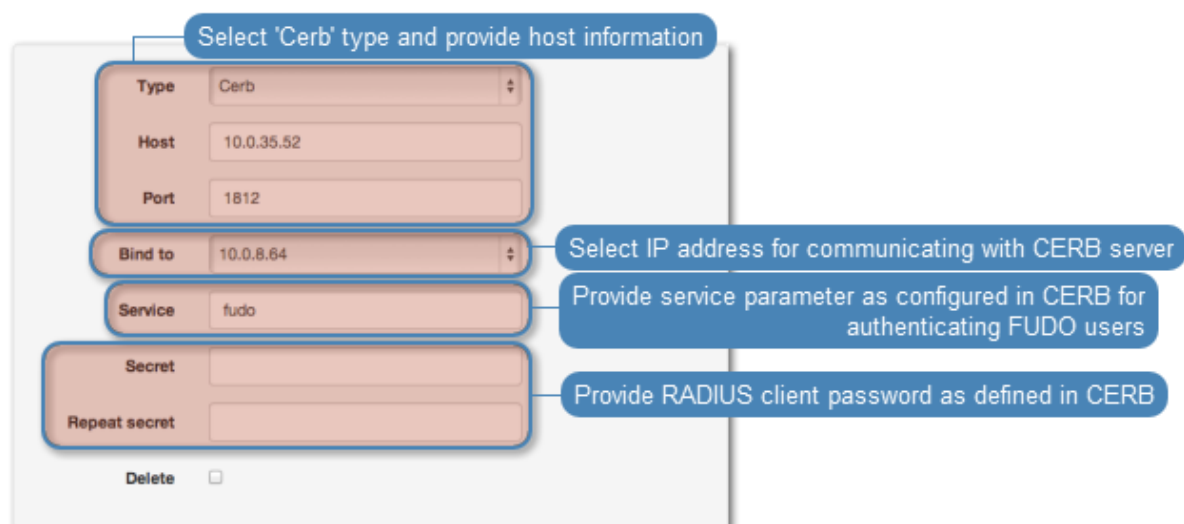 Select 'Cerb' type and provide host information
Type Cerb
Host 10.0.35.52
Port 1812
Bind to 10.0.8.64
Select IP address for communicating with CERB server
Service fudo
Provide service parameter as configured in CERB for
authenticating FUDO users
Secret
Repeat secret
Provide RADIUS client password as defined in CERB
Delete